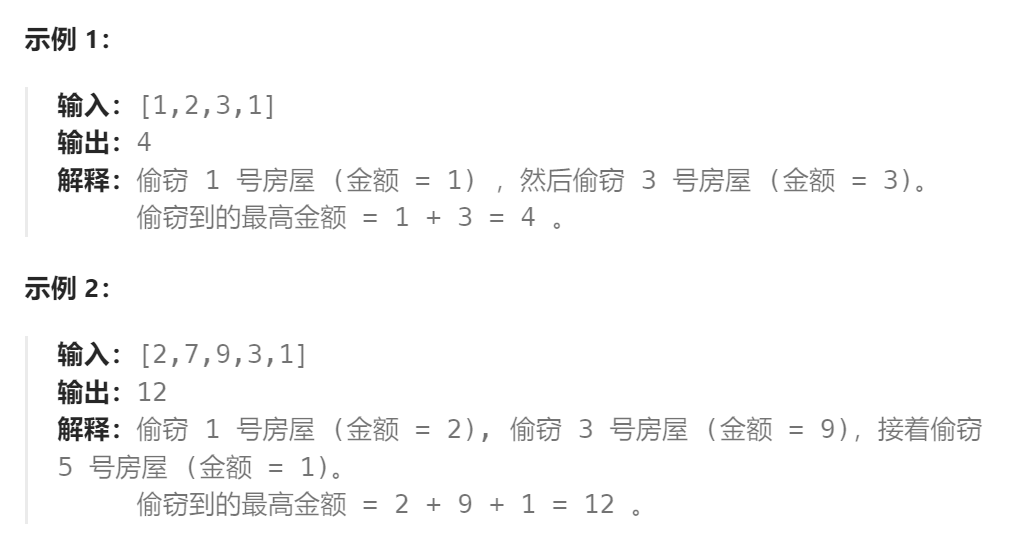 示例 1：
输入：[1,2,3,1]
输出：4
解释：偷窃 1 号房屋 (金额 = 1) ，然后偷窃 3 号房屋 (金额 = 3)。
偷窃到的最高金额 = 1 + 3 = 4 。
示例 2：
输入：[2,7,9,3,1]
输出：12
解释：偷窃 1 号房屋 (金额 = 2), 偷窃 3 号房屋 (金额 = 9)，接着偷窃
5 号房屋 (金额 = 1)。
偷窃到的最高金额 = 2 + 9 + 1 = 12 。